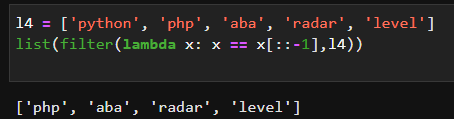 l4 = ['python', 'php', 'aba', 'radar', 'level']
list(filter(lambda x: x == x[::-1],l4))
['php', 'aba', 'radar', 'level']